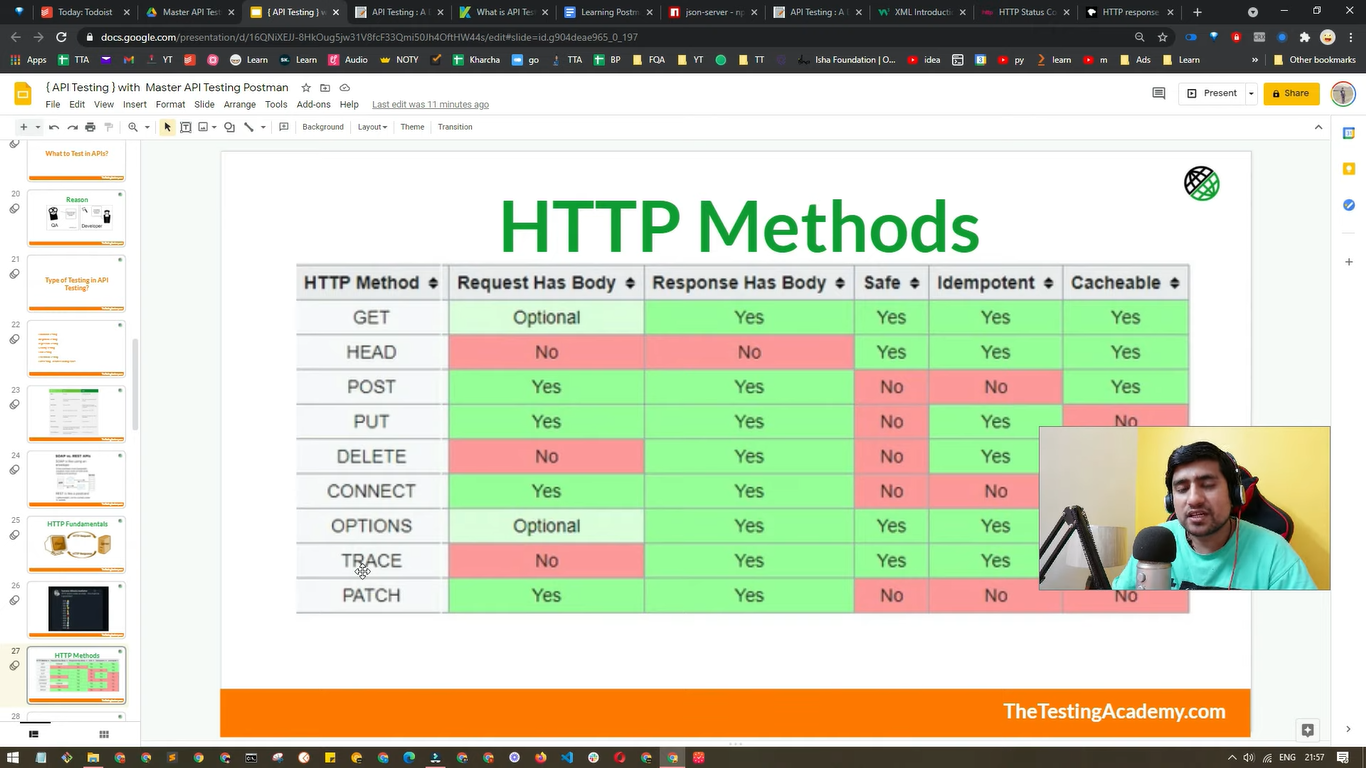 Today: Todoist
Master API Testi
{ API Testing } w
API Testing : A L
What is API Tes
Learning Postm
json-server - np
API Testing : A
XML Introducti
HTTP Status Co
HTTP response
docs.google.com/presentation/d/16QNiXEJJ-8HkOug5jw31V8fcF33Qmi50Jh4OftHW44s/edit#slide=id.g904deae965_0_197
Apps
TTA
M
YT
Learn
Learn
Audio
NOTY
Kharcha
go
TTA
BP
FQA
YT
TT
Isha Foundation | O...
idea
py
learn
m
Ads
Learn
»
Other bookmarks
{ API Testing } with Master API Testing Postman
File Edit View Insert Format Slide Arrange Tools Add-ons Help Last edit was 11 minutes ago
Present
Share
Background Layout Theme Transition
What to Test in APIs?
20
Reason
QA
Developer
21
Type of Testing in API
Testing?
22
23
24
SOAP vs. REST APIs
25
HTTP Fundamentals
26
27
HTTP Methods
28
HTTP Methods
HTTP Method Request Has Body Response Has Body Safe Idempotent Cacheable
GET Optional Yes Yes Yes Yes
HEAD No No Yes Yes Yes
POST Yes Yes No No Yes
PUT Yes Yes No Yes No
DELETE No Yes No Yes
CONNECT Yes Yes No No
OPTIONS Optional Yes Yes Yes
TRACE No Yes Yes Yes
PATCH Yes Yes No No No
TheTestingAcademy.com
ENG 21:57